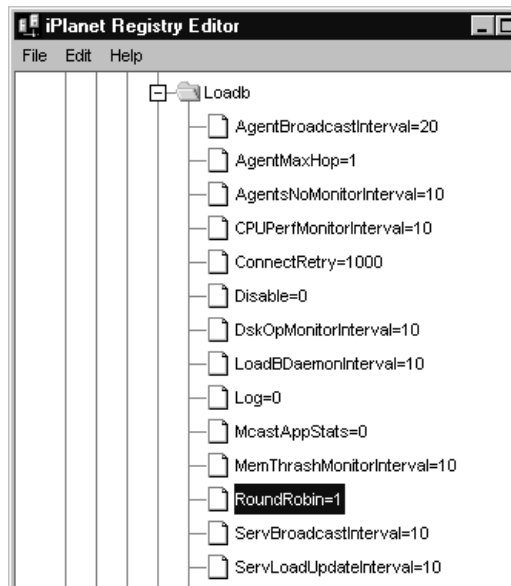 iPlanet Registry Editor
File Edit Help
Loadb
AgentBroadcastInterval=20
AgentMaxHop=1
AgentsNoMonitorInterval=10
CPUPerfMonitorInterval=10
ConnectRetry=1000
Disable=0
DskOpMonitorInterval=10
LoadBDaemonInterval=10
Log=0
McastAppStats=0
MemThrashMonitorInterval=10
RoundRobin=1
ServBroadcastInterval=10
ServLoadUpdateInterval=10